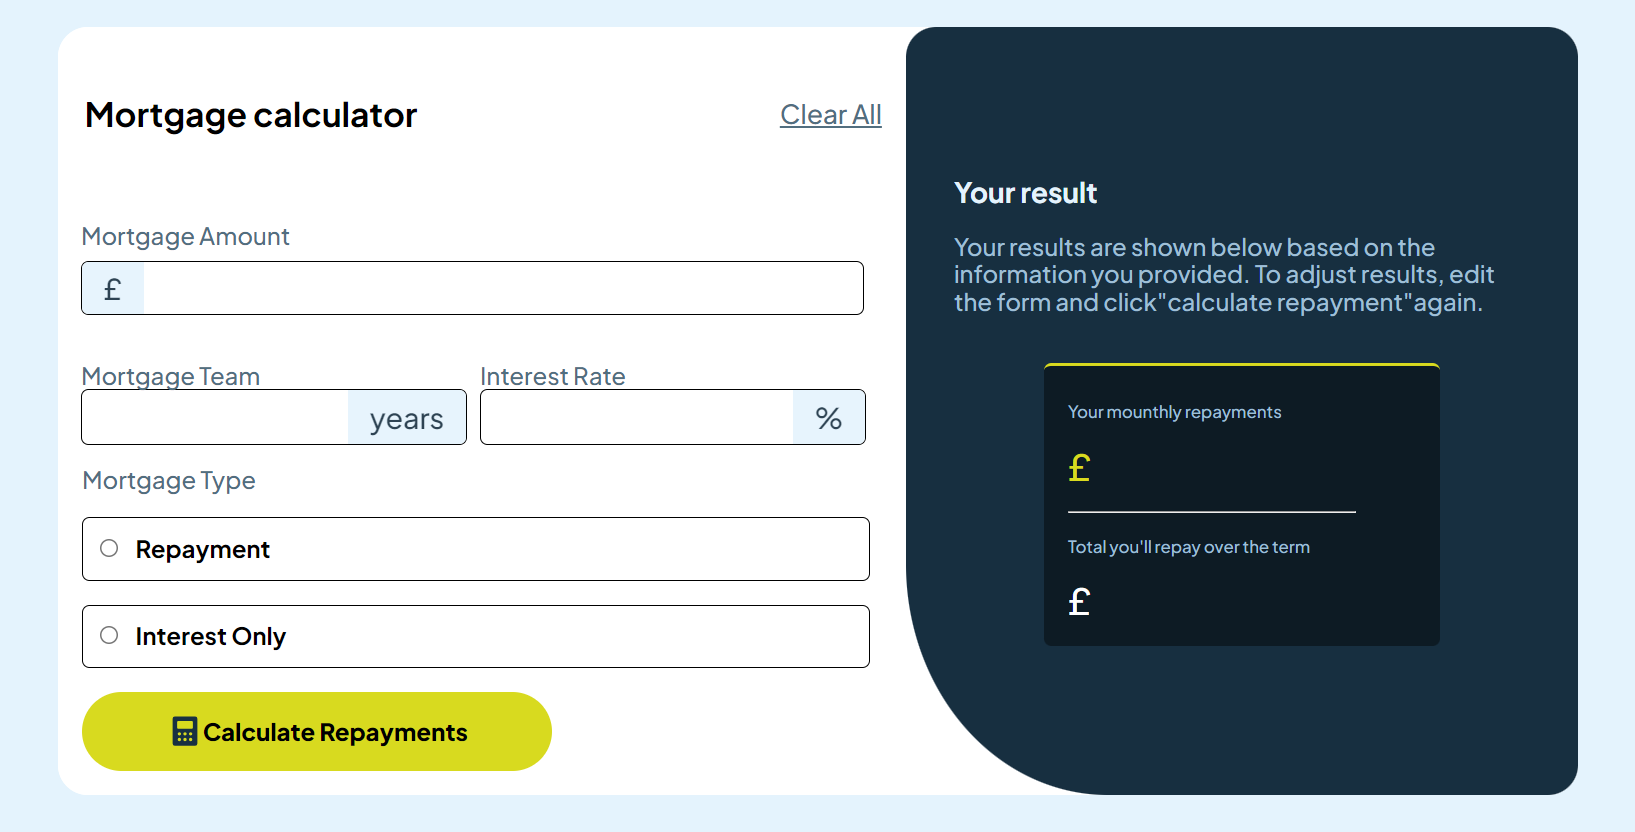 Mortgage calculator
Clear All
Mortgage Amount
£
Mortgage Team
Interest Rate
years
%
Mortgage Type
Repayment
Interest Only
Calculate Repayments
Your result
Your results are shown below based on the
information you provided. To adjust results, edit
the form and click"calculate repayment"again.
Your mounthly repayments
£
Total you'll repay over the term
£